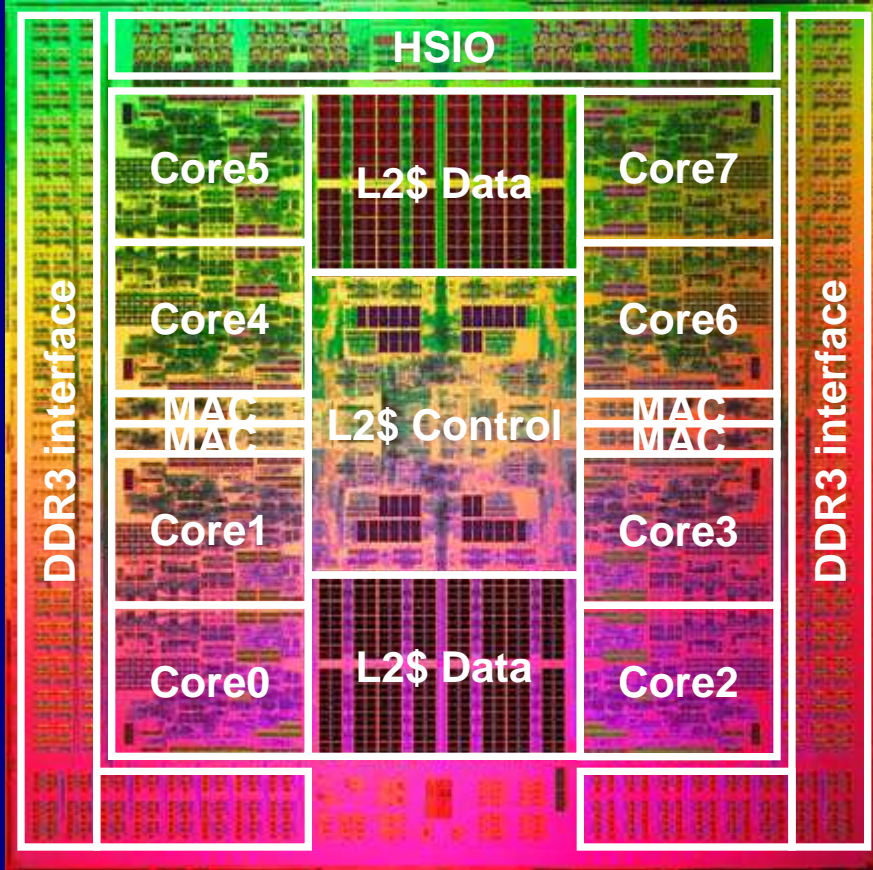 HSIO
Core5
L2$ Data
Core7
Core4
Core6
DDR3 interface
MAC
MAC
L2$ Control
MAC
MAC
DDR3 interface
Core1
Core3
Core0
L2$ Data
Core2